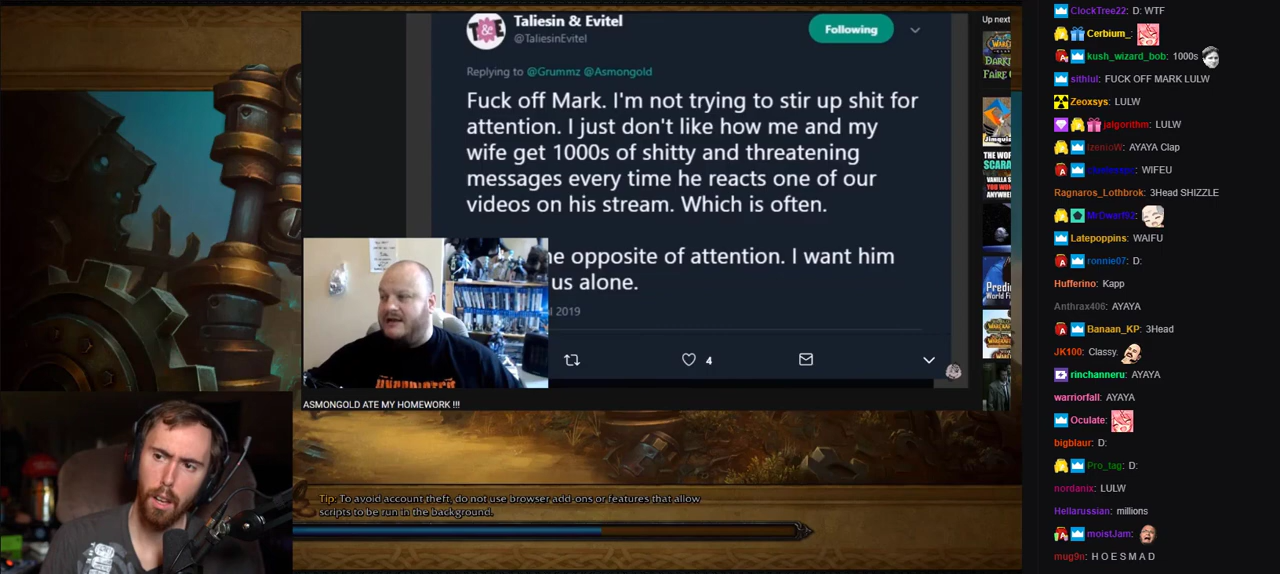 Taliesin & Evitel
@TaliesinEvitel
Following
Replying to @Grummz @Asmongold
Fuck off Mark. I'm not trying to stir up shit for
attention. I just don't like how me and my
wife get 1000s of shitty and threatening
messages every time he reacts one of our
videos on his stream. Which is often.
he opposite of attention. I want him
us alone.
2019
4
ASMONGOLD ATE MY HOMEWORK !!!
Up next
Tip: To avoid account theft, do not use browser add-ons or features that allow
scripts to be run in the background.
ClockTree22: D: WTF
Cerbium_:
kush_wizard_bob: 1000s
sithlul: FUCK OFF MARK LULW
Zeoxsys: LULW
jalgorithm: LULW
IzenioW: AYAYA Clap
WIFEU
Ragnaros_Lothbrok: 3Head SHIZZLE
MrDwarf92:
Latepoppins: WAIFU
ronnie07: D:
Hufferino: Kapp
Anthrax406: AYAYA
Banaan_KP: 3Head
JK100: Classy.
rinchanneru: AYAYA
warriorfall: AYAYA
Oculate:
bigblaur: D:
Pro_tag: D:
nordanix: LULW
Hellarussian: millions
moistJam:
mug9n: H O E S M A D